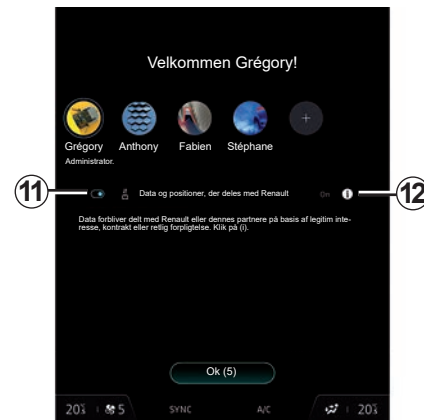 Velkommen Grégory!
Grégory Anthony Fabien Stéphane
Administrator.
11 Data og positioner, der deles med Renault On 12
Data forbliver delt med Renault eller dennes partnere på basis af legitim inte-
resse, kontrakt eller retlig forpligtelse. Klik på (i).
Ok (5)
5 SYNC A/C